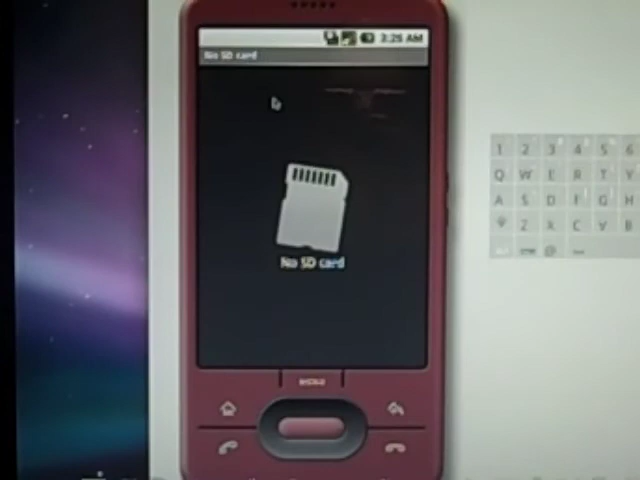 3:25 AM
No SD card
No SD card
MENU
1 2 3 4 5 6
Q W E R T Y
A S D F G H
Z X C V B
@